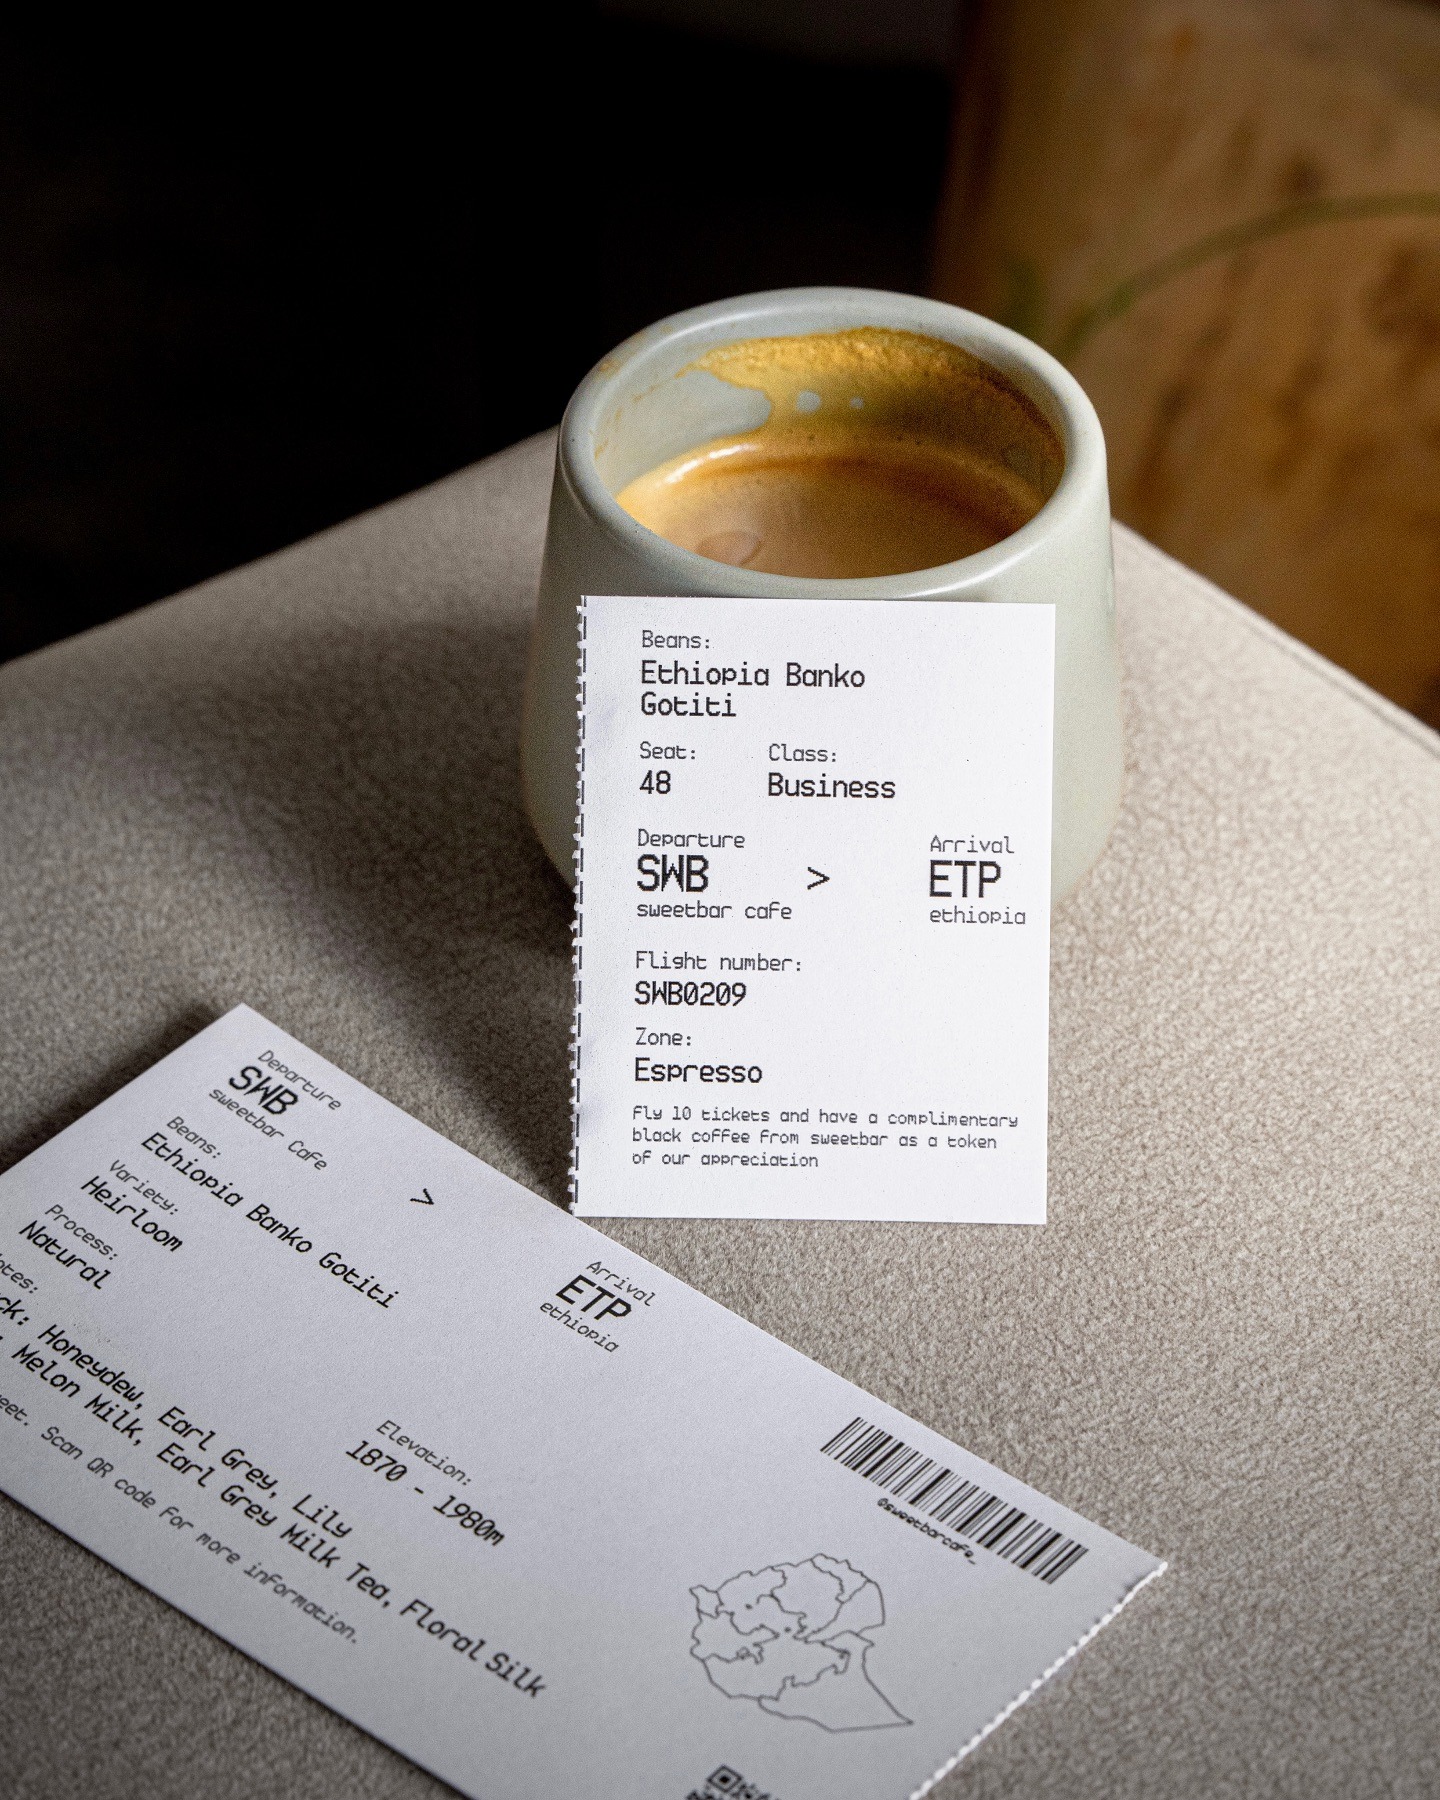 Beans:
Ethiopia Banko
Gotiti
Seat: Class:
48 Business
Departure Arrival
SWB > ETP
sweetbar cafe ethiopia
Flight number:
SWB0209
Zone:
Espresso
Fly 10 tickets and have a complimentary
black coffee from sweetbar as a token
of our appreciation
Departure
SWB
sweetbar Cafe
>
Arrival
ETP
ethiopia
Beans:
Ethiopia Banko Gotiti
Variety:
Heirloom
Process:
Natural
Elevation:
1870 - 1980m
Honeydew, Earl Grey, Lily
Melon Milk, Earl Grey Milk Tea, Floral Silk
Scan QR code for more information.
@sweetbarcafe_